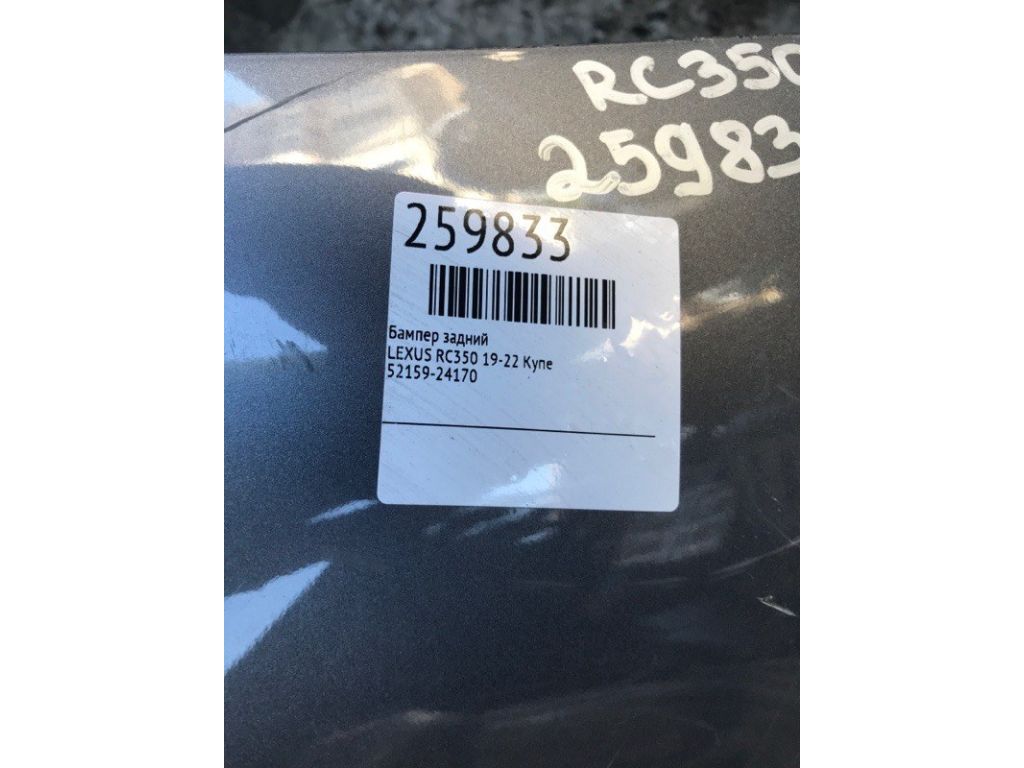 RC350
25983
259833
Бампер задний
LEXUS RC350 19-22 Купе
52159-24170